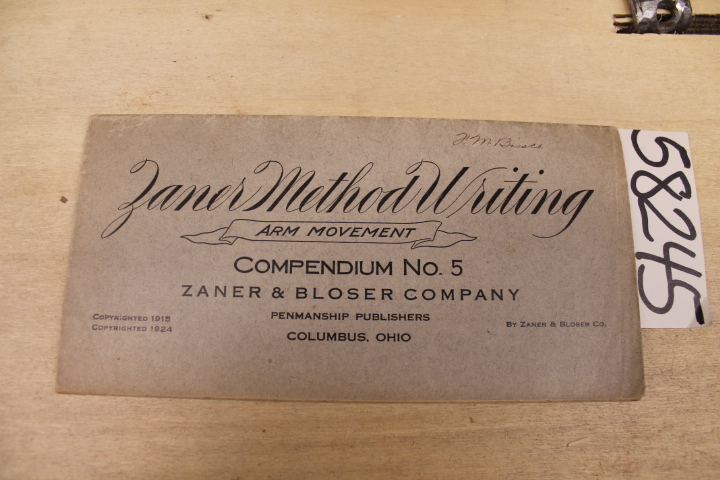 Zaner Method Writing
ARM MOVEMENT
COMPENDIUM NO. 5
ZANER & BLOSER COMPANY
PENMANSHIP PUBLISHERS
COLUMBUS, OHIO
COPYRIGHTED 1915
COPYRIGHTED 1924
BY ZANER & BLOSER CO.
58245